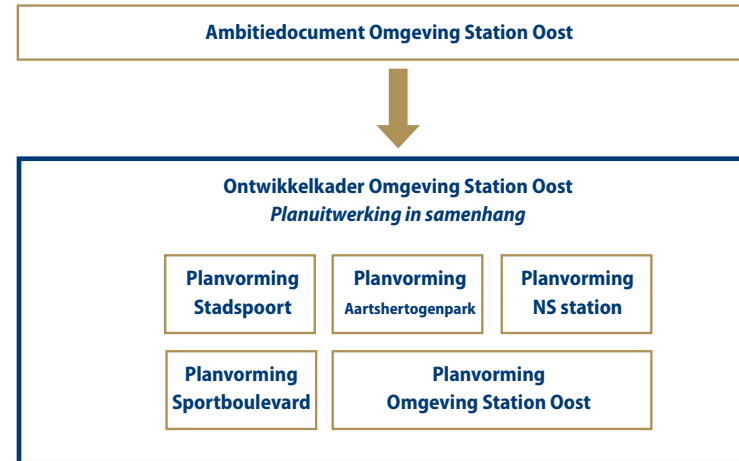 Ambitiedocument Omgeving Station Oost
Ontwikkelkader Omgeving Station Oost
Planuitwerking in samenhang
Planvorming
Stadspoort
Planvorming
Aartshertogenpark
Planvorming
NS station
Planvorming
Sportboulevard
Planvorming
Omgeving Station Oost